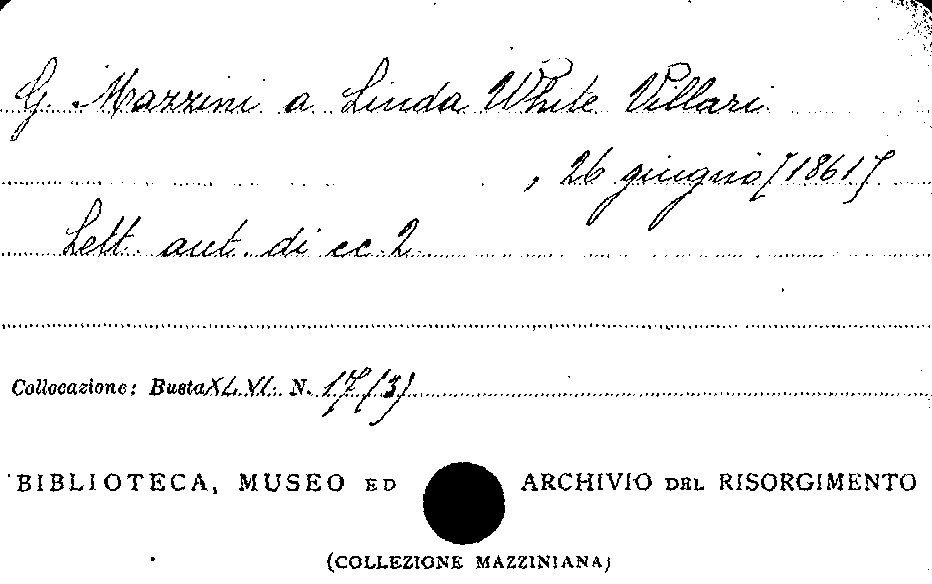 G. Mazzini a Linda White Villari
, 26 giugno [1861]
Lett. aut. di cc. 2
Collocazione: Busta XLVI. N. 17(3)
BIBLIOTECA, MUSEO ED ARCHIVIO DEL RISORGIMENTO
(COLLEZIONE MAZZINIANA)